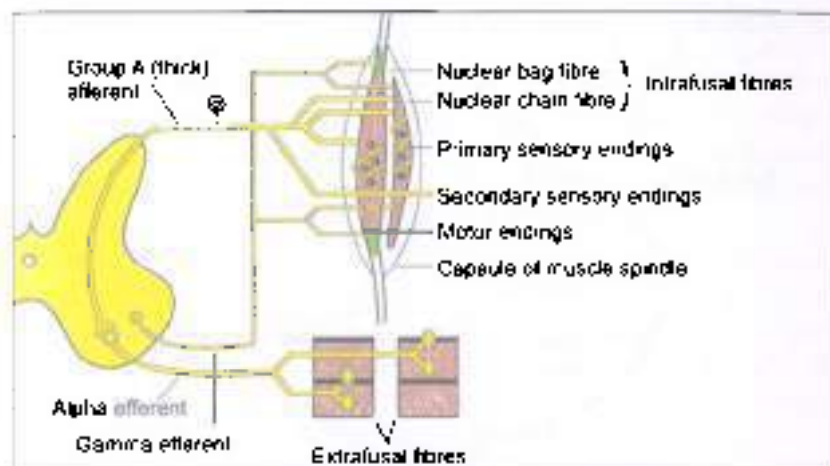 Group A (thick)
afferent
Nuclear bag fibre
Nuclear chain fibre
Intrafusal fibres
Primary sensory endings
Secondary sensory endings
Motor endings
Capsule of muscle spindle
Alpha efferent
Gamma efferent
Extrafusal fibres